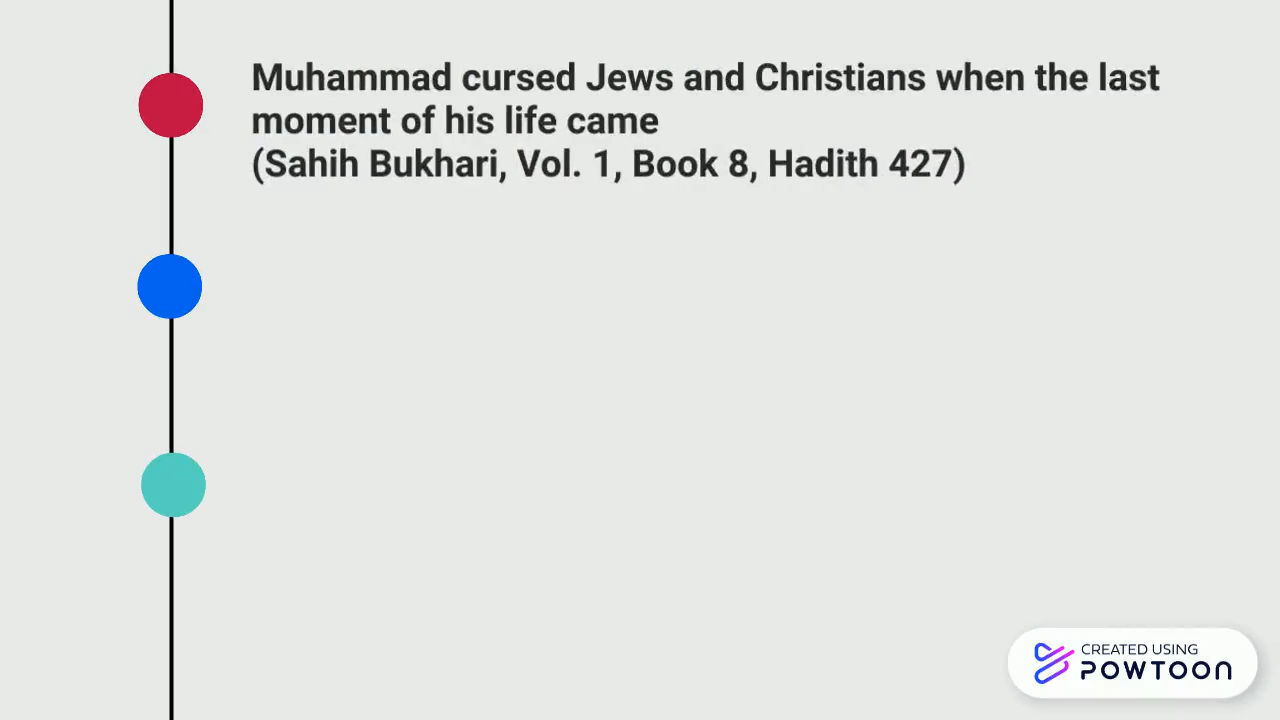 Muhammad cursed Jews and Christians when the last
moment of his life came
(Sahih Bukhari, Vol. 1, Book 8, Hadith 427)
CREATED USING
POWTOON